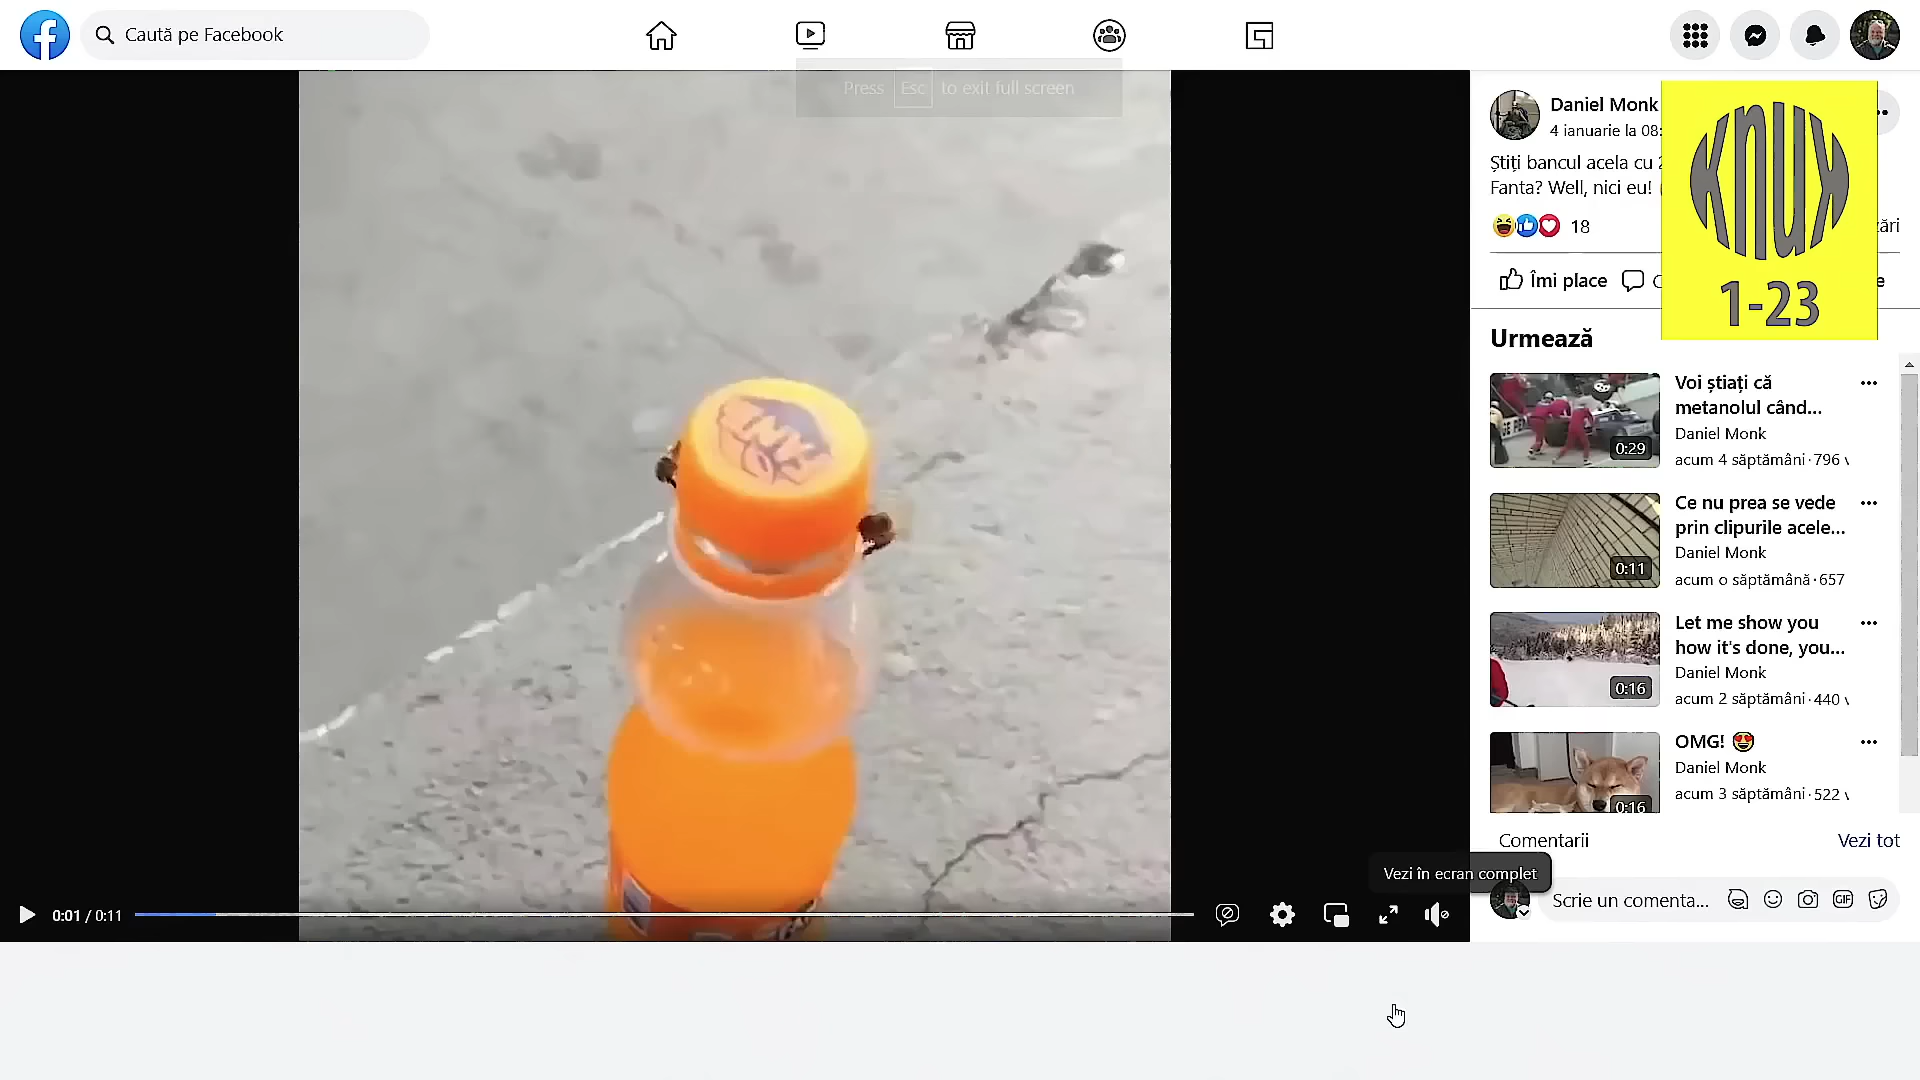 Caută pe Facebook
Press Esc to exit full screen
Daniel Monk
4 ianuarie la 08:
Știți bancul acela cu
Fanta? Well, nici eu!
18
Îmi place
knuk
1-23
Urmează
Voi știați că
metanolul când...
Daniel Monk
acum 4 săptămâni · 796
0:29
Ce nu prea se vede
prin clipurile acele...
Daniel Monk
acum o săptămână · 657
0:11
Let me show you
how it's done, you...
Daniel Monk
acum 2 săptămâni · 440
0:16
OMG!
Daniel Monk
acum 3 săptămâni · 522
0:16
Comentarii
Vezi tot
Vezi în ecran complet
Scrie un comenta...
GIF
0:01 / 0:11